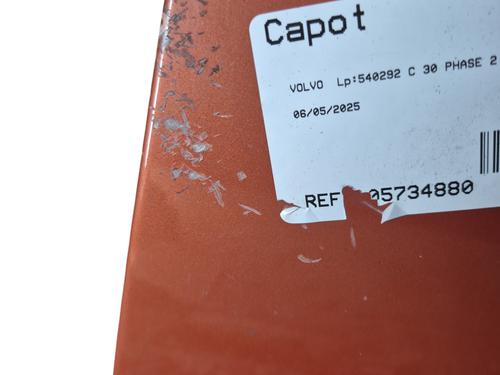 Capot
VOLVO Lp:540292 C 30 PHASE 2
06/05/2025
REF 05734880